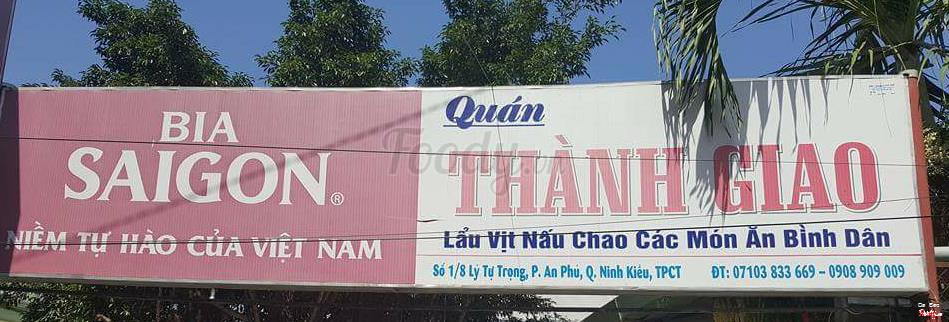 BIA
SAIGON®
NIỀM TỰ HÀO CỦA VIỆT NAM
Quán
THÀNH GIAO
Lẩu Vịt Nấu Chao Các Món Ăn Bình Dân
Số 1/8 Lý Tự Trọng, P. An Phú, Q. Ninh Kiều, TPCT
ĐT: 07103 833 669 - 0908 909 009
Foody.vn